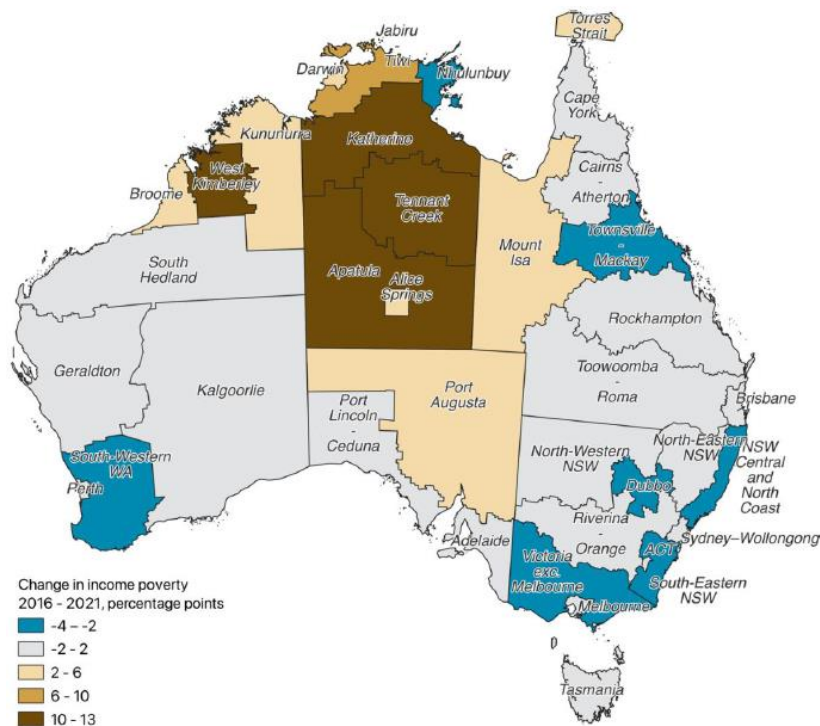 Torres
Strait
Jabiru
-
Tiwi
Darwin
Nhulunbuy
Cape
York
Katherine
Kununurra
West
Kimberley
Broome
Cairns
-
Atherton
Tennant
Creek
Townsville
-
Mackay
Mount
Isa
South
Hedland
Apatula
Alice
Springs
Rockhampton
Geraldton
Kalgoorlie
Toowoomba
-
Roma
Port
Augusta
Port
Lincoln
-
Ceduna
Brisbane
North-Western
NSW
North-Eastern
NSW
NSW
Central
and
North
Coast
South-Western
WA
Perth
Dubbo
Riverina
-
Orange
Sydney–Wollongong
Adelaide
ACT
Victoria
exc.
Melbourne
South-Eastern
NSW
Melbourne
Tasmania
Change in income poverty
2016 - 2021, percentage points
-4 – -2
-2 - 2
2 - 6
6 - 10
10 - 13